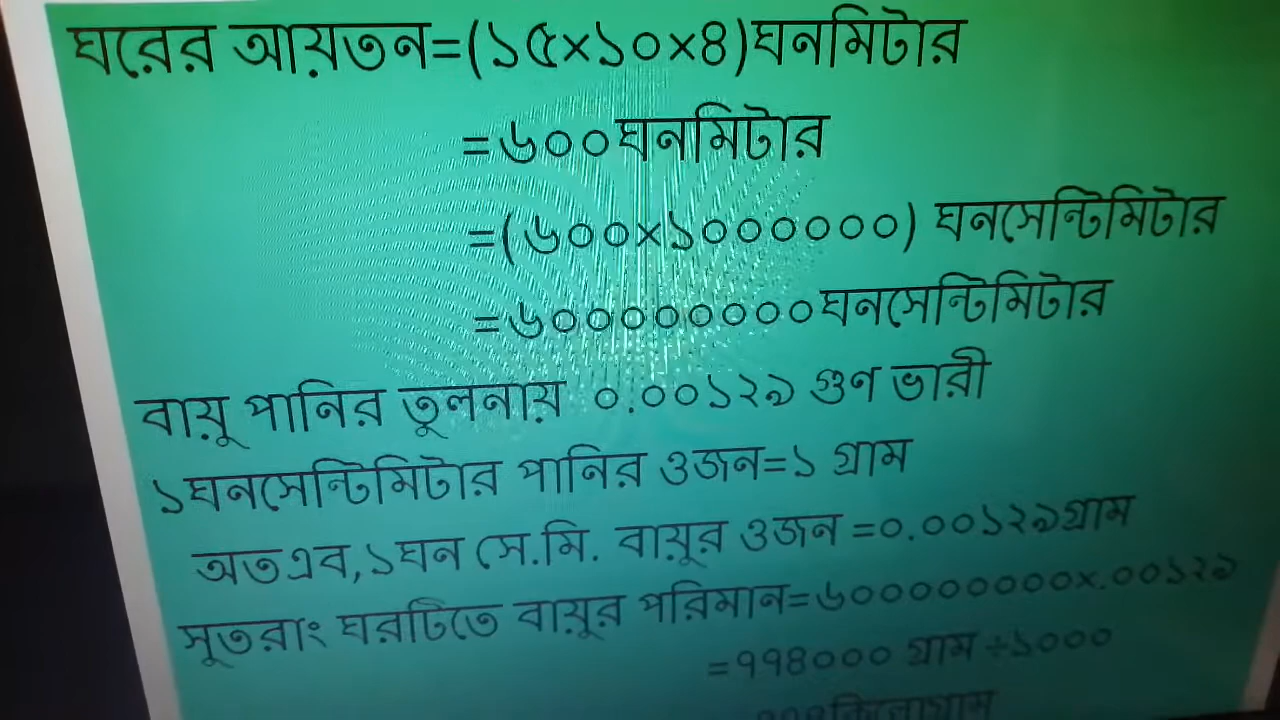 ঘরের আয়তন=(১৫×১০×৪)ঘনমিটার
=৬০০ঘনমিটার
=(৬০০×১০০০০০০) ঘনসেন্টিমিটার
=৬০০০০০০০০ঘনসেন্টিমিটার
বায়ু পানির তুলনায় ০.০০১২৯ গুণ ভারী
১ঘনসেন্টিমিটার পানির ওজন=১ গ্রাম
অতএব,১ঘন সে.মি. বায়ুর ওজন =০.০০১২৯গ্রাম
সুতরাং ঘরটিতে বায়ুর পরিমান=৬০০০০০০০০×.০০১২৯
=৭৭৪০০০ গ্রাম ÷১০০০
৭৭৪কিলোগ্রাম